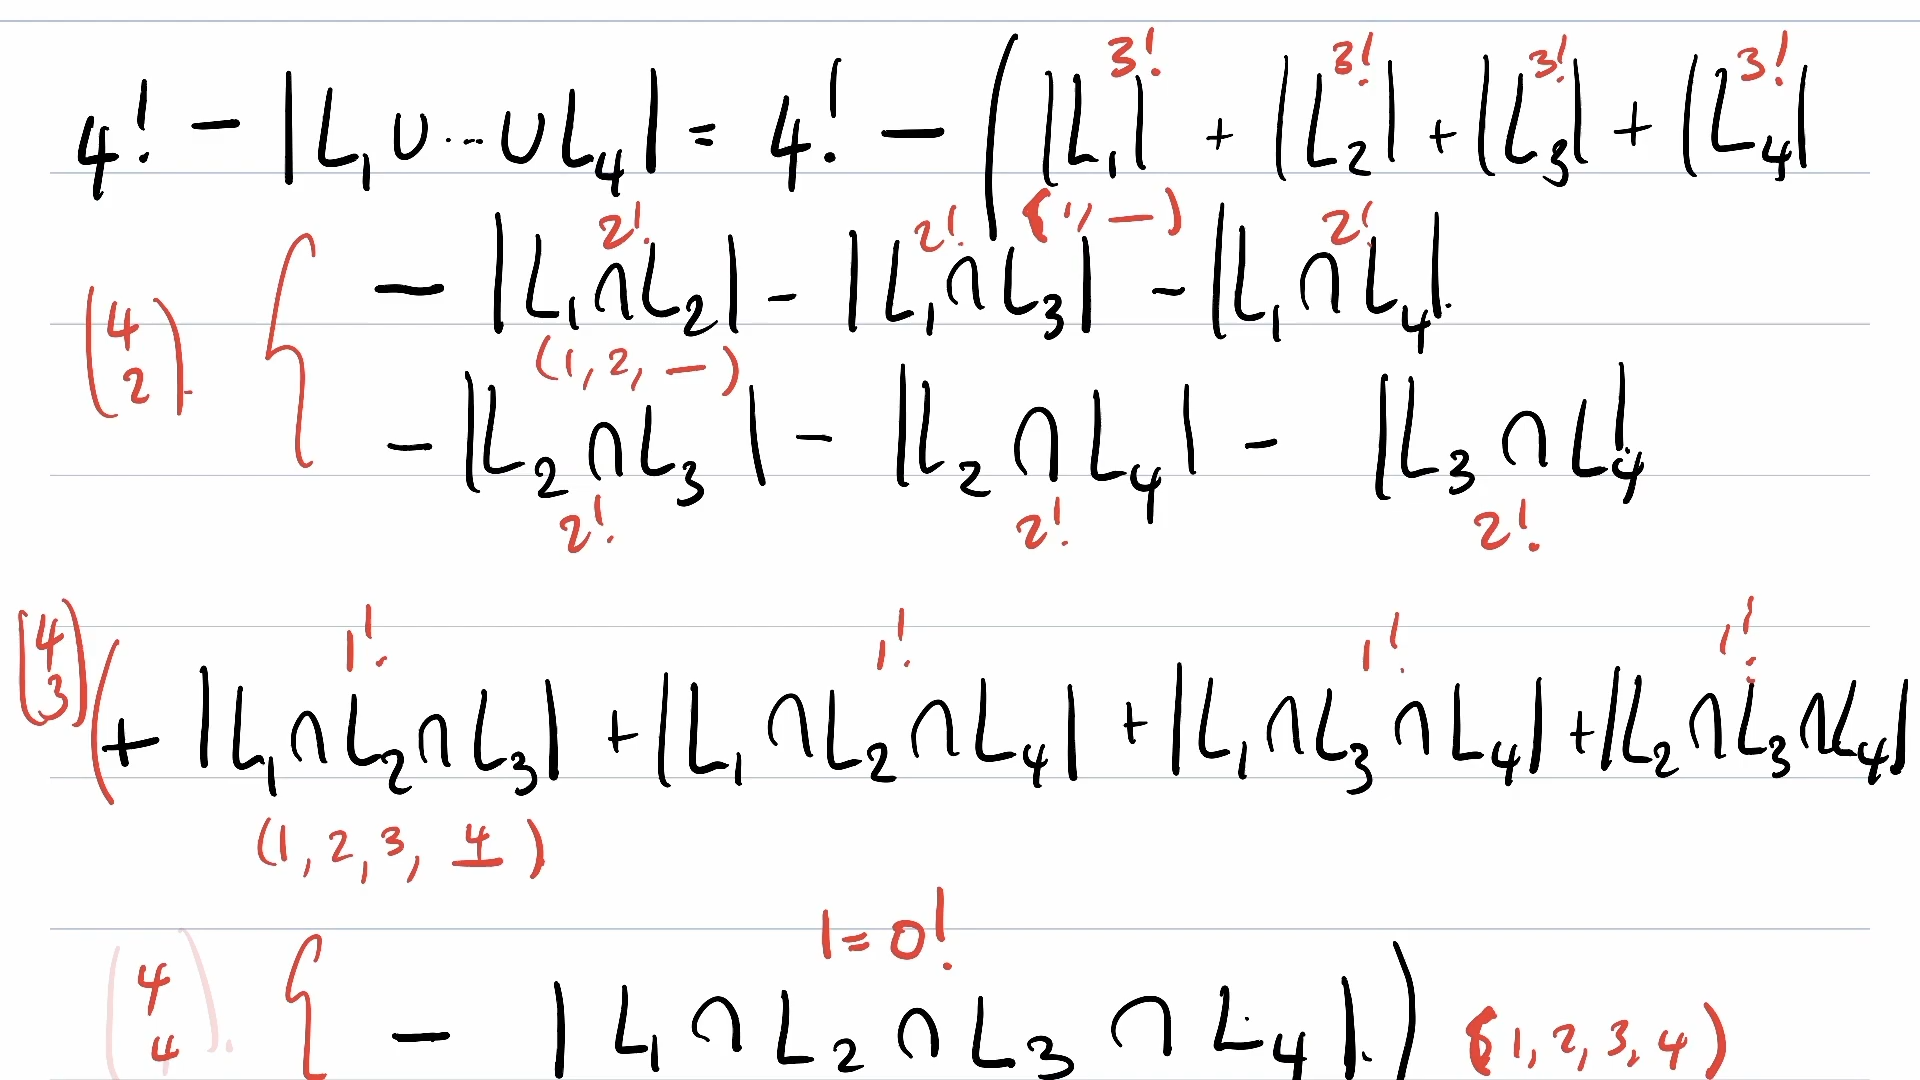 3! 3! 3! 3!
4! − |L₁ ∪ ... ∪ L₄| = 4! − ( |L₁| + |L₂| + |L₃| + |L₄|
2! 2! 2!
− |L₁ ∩ L₂| − |L₁ ∩ L₃| − |L₁ ∩ L₄|
(4 2) {
(1, 2, — )
− |L₂ ∩ L₃| − |L₂ ∩ L₄| − |L₃ ∩ L₄|
2! 2! 2!
1! 1! 1! 1!
(4 3) ( + |L₁ ∩ L₂ ∩ L₃| + |L₁ ∩ L₂ ∩ L₄| + |L₁ ∩ L₃ ∩ L₄| + |L₂ ∩ L₃ ∩ L₄|
(1, 2, 3, 4 )
1 = 0!
(4 4) { − |L₁ ∩ L₂ ∩ L₃ ∩ L₄| ) (1, 2, 3, 4)